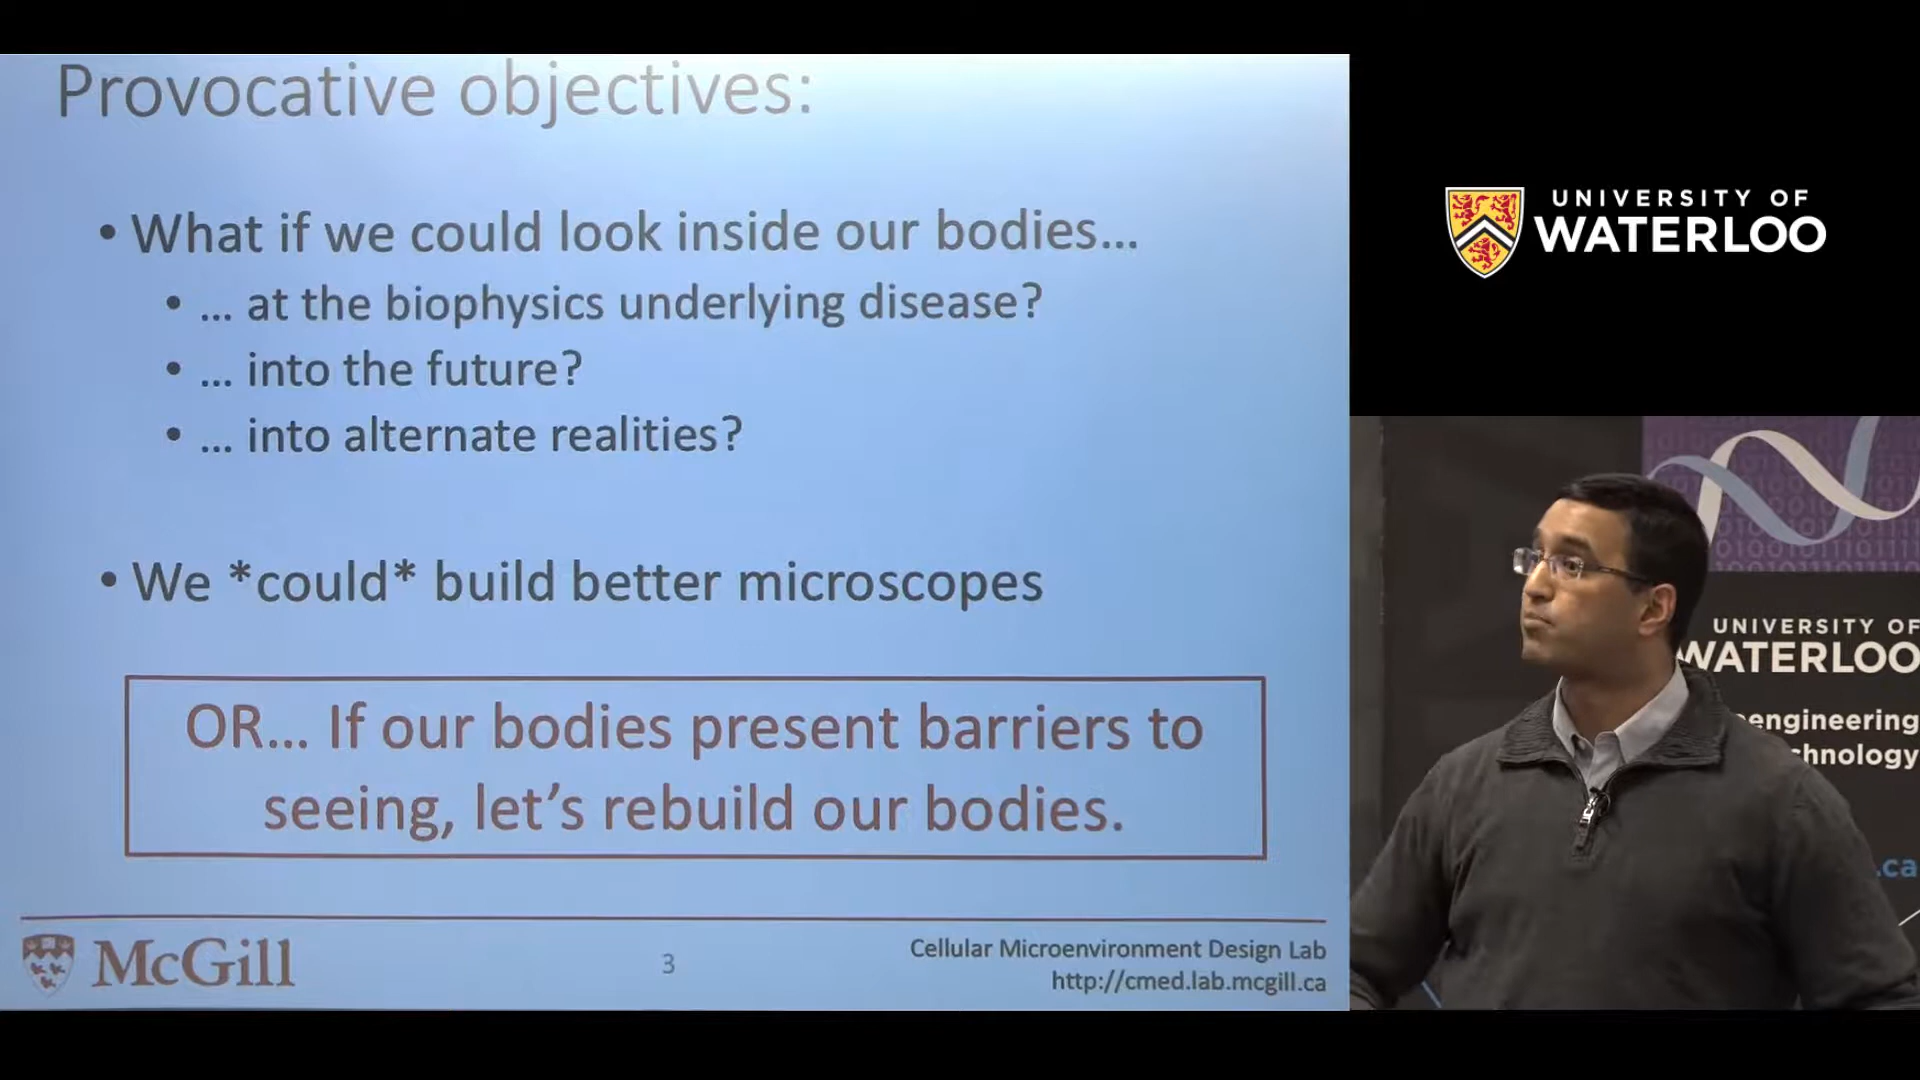 Provocative objectives:
• What if we could look inside our bodies…
• … at the biophysics underlying disease?
• … into the future?
• … into alternate realities?
• We *could* build better microscopes
OR… If our bodies present barriers to
seeing, let's rebuild our bodies.
McGill
3
Cellular Microenvironment Design Lab
http://cmed.lab.mcgill.ca
UNIVERSITY OF
WATERLOO
UNIVERSITY OF
WATERLOO
.ca